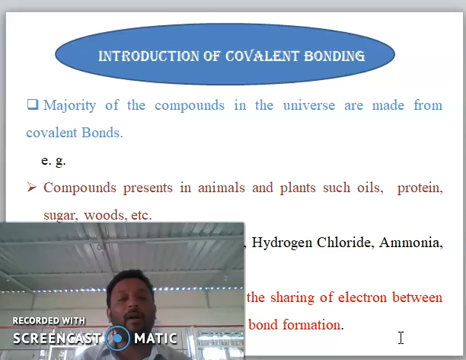 INTRODUCTION OF COVALENT BONDING
Majority of the compounds in the universe are made from
covalent Bonds.
e. g.
Compounds presents in animals and plants such oils, protein,
sugar, woods, etc.
, Hydrogen Chloride, Ammonia,
the sharing of electron between
bond formation.
RECORDED WITH
SCREENCAST MATIC